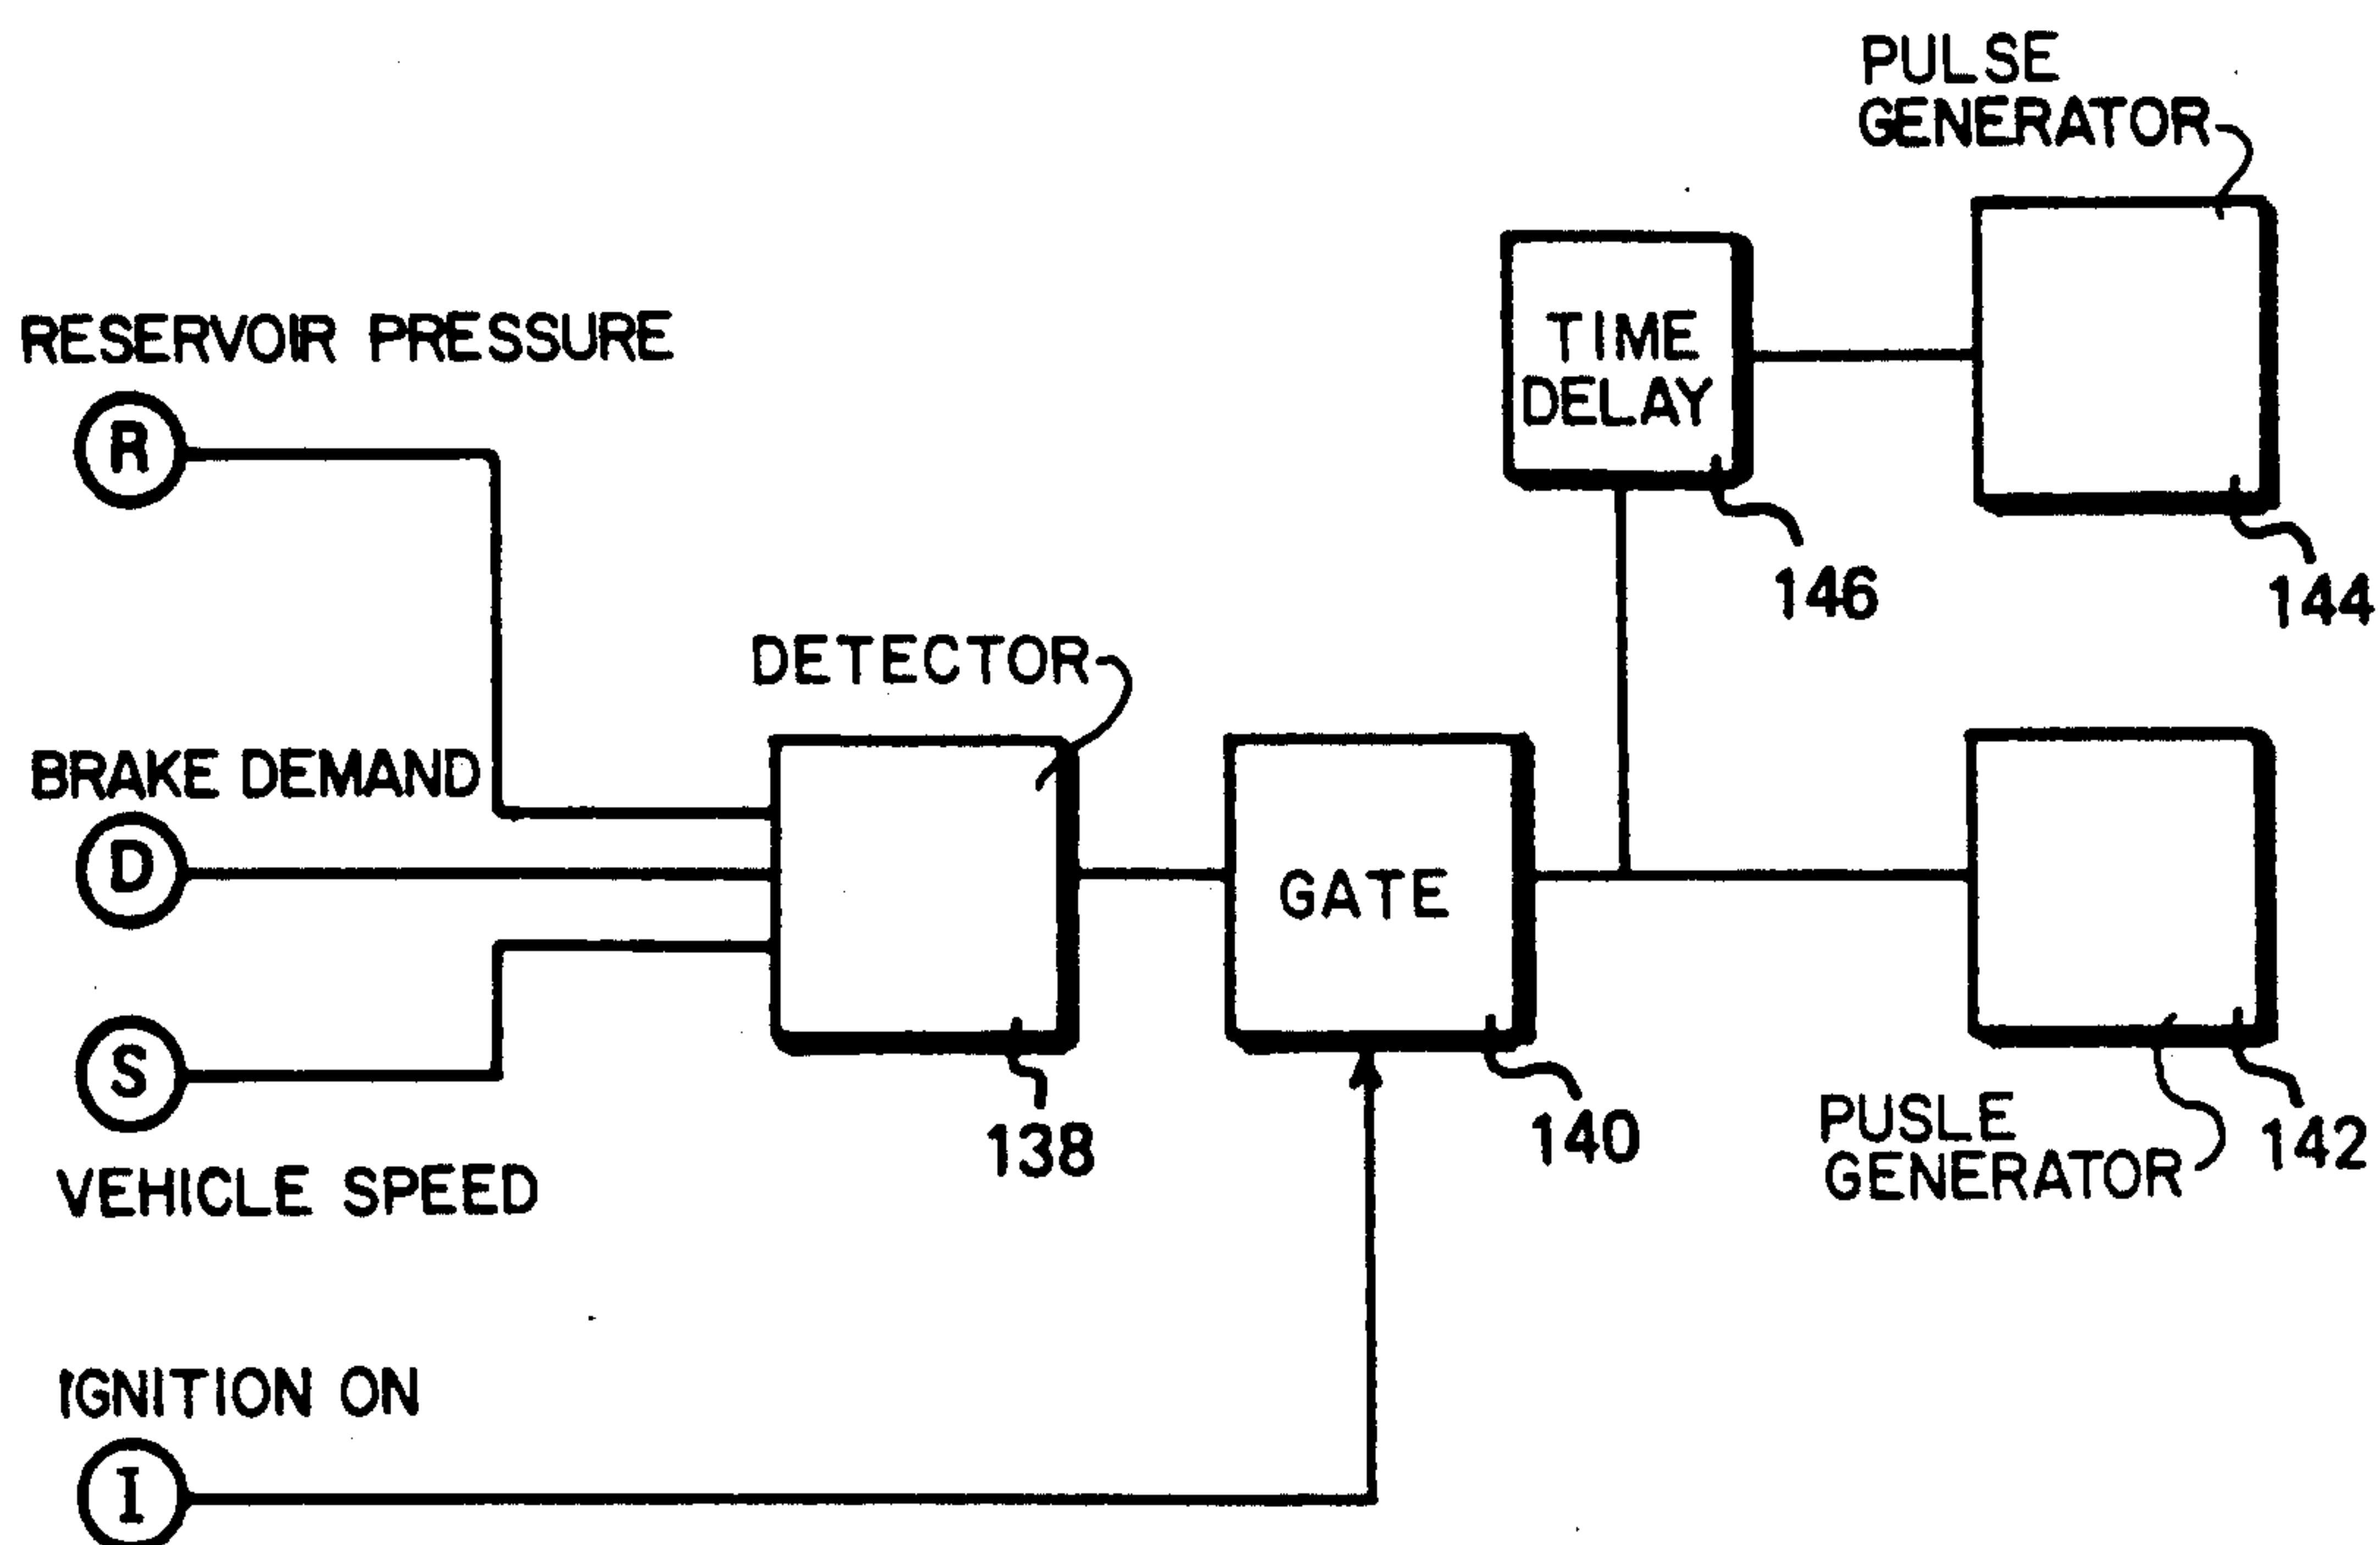 PULSE
GENERATOR
TIME
DELAY
146
144
RESERVOIR PRESSURE
R
DETECTOR
BRAKE DEMAND
D
GATE
S
VEHICLE SPEED
138
140
PUSLE
GENERATOR
142
IGNITION ON
I